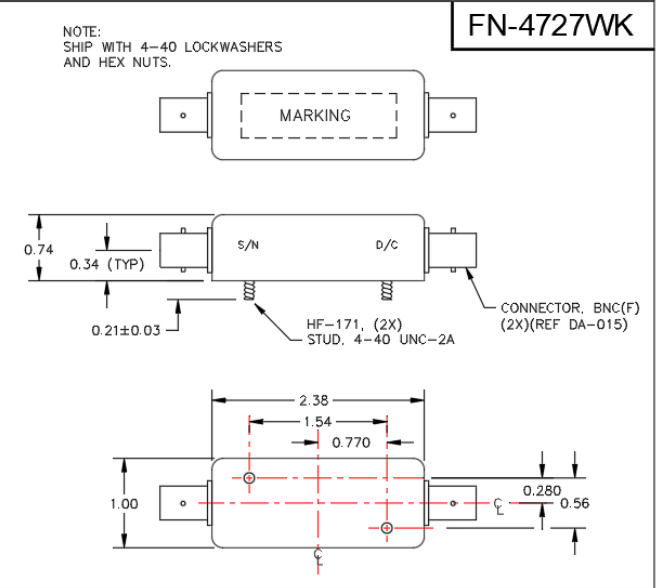 FN-4727WK
NOTE:
SHIP WITH 4-40 LOCKWASHERS
AND HEX NUTS.
MARKING
0.74
0.34 (TYP)
S/N
D/C
0.21±0.03
HF-171, (2X)
STUD, 4-40 UNC-2A
CONNECTOR, BNC(F)
(2X)(REF DA-015)
2.38
1.54
0.770
1.00
0.280
0.56
CL
CL